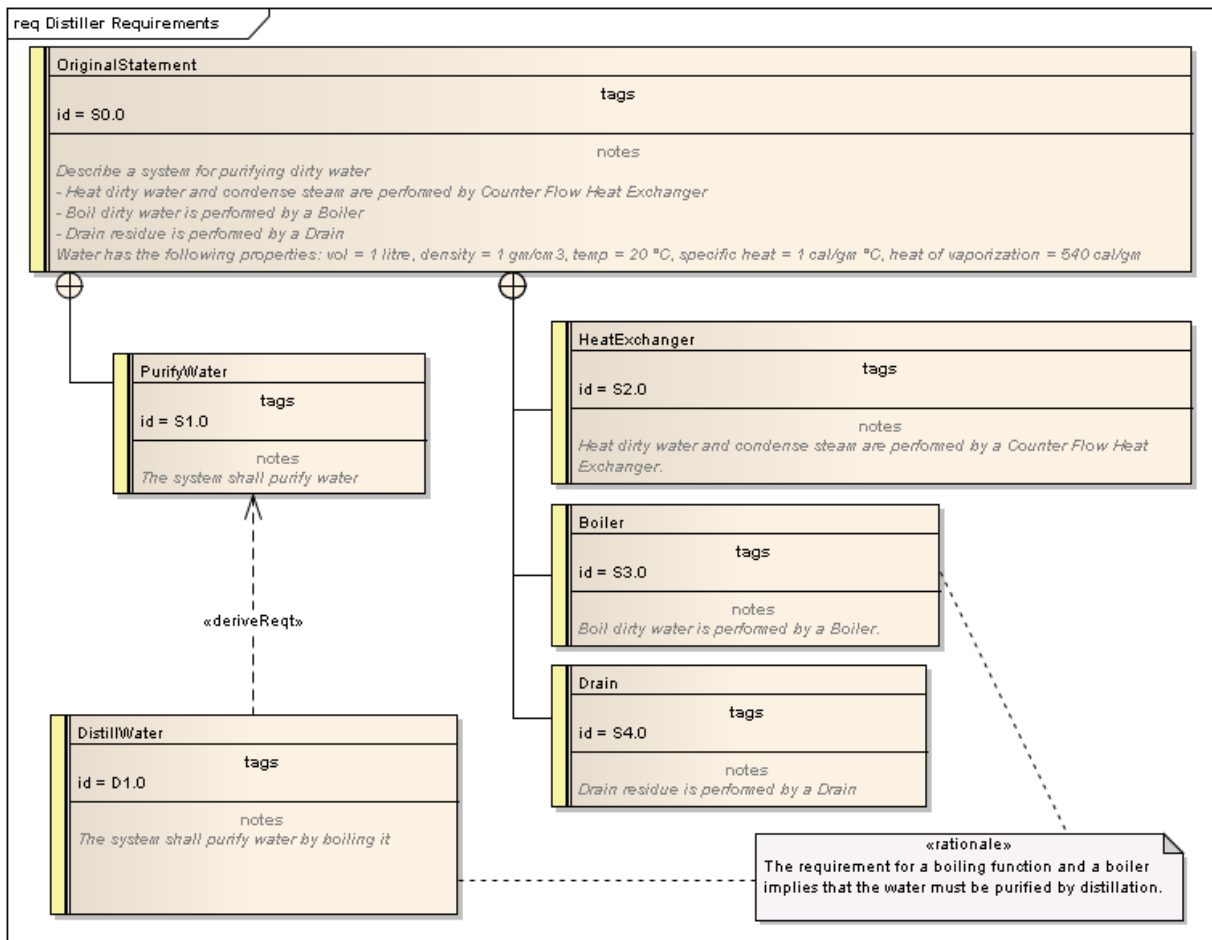 req Distiller Requirements
OriginalStatement
tags
id = S0.0
notes
Describe a system for purifying dirty water
- Heat dirty water and condense steam are performed by Counter Flow Heat Exchanger
- Boil dirty water is performed by a Boiler
- Drain residue is performed by a Drain
Water has the following properties: vol = 1 litre, density = 1 gm/cm3, temp = 20 °C, specific heat = 1 cal/gm °C, heat of vaporization = 540 cal/gm
PurifyWater
tags
id = S1.0
notes
The system shall purify water
HeatExchanger
tags
id = S2.0
notes
Heat dirty water and condense steam are performed by a Counter Flow Heat
Exchanger.
Boiler
tags
id = S3.0
notes
Boil dirty water is performed by a Boiler.
«deriveReqt»
Drain
tags
id = S4.0
notes
Drain residue is performed by a Drain
DistillWater
tags
id = D1.0
notes
The system shall purify water by boiling it
«rationale»
The requirement for a boiling function and a boiler
implies that the water must be purified by distillation.